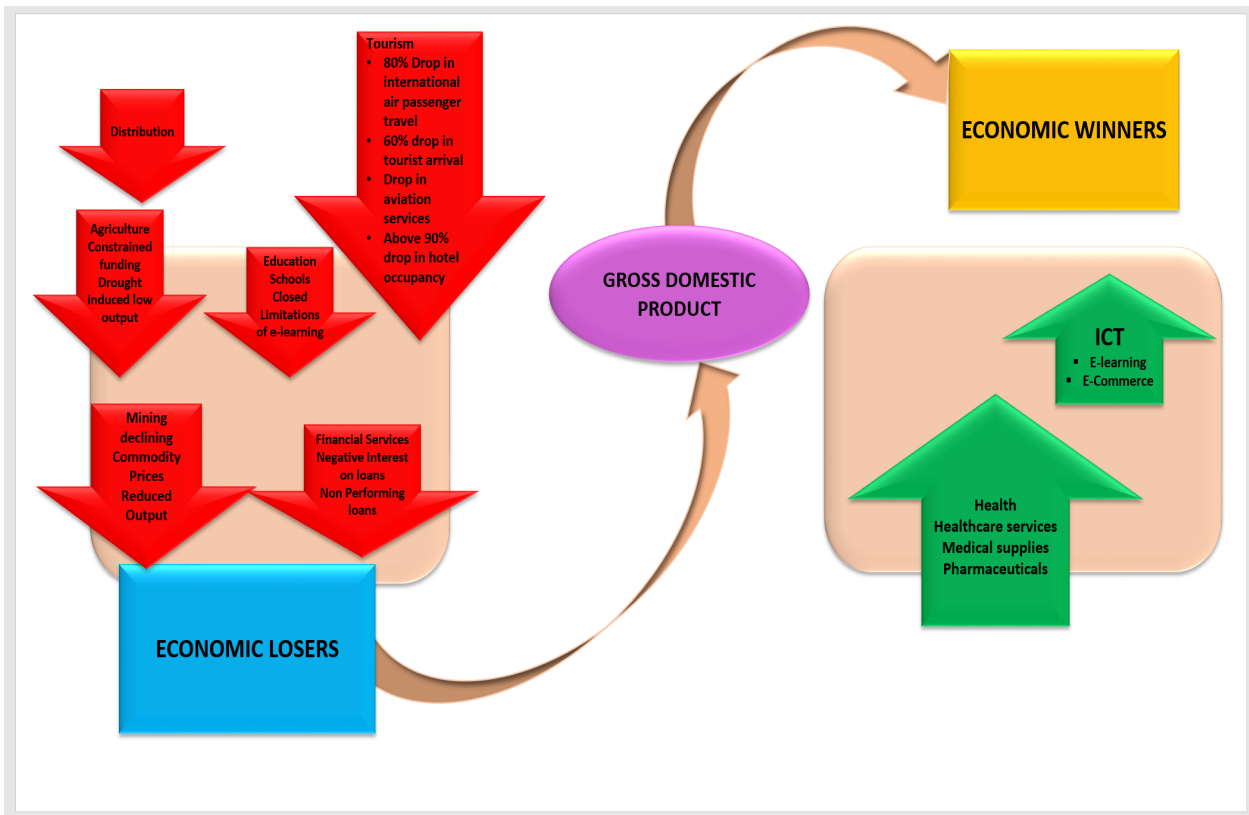 Distribution
Agriculture
Constrained
funding
Drought
induced low
output
Education
Schools
Closed
Limitations
of e-learning
Tourism
• 80% Drop in
international
air passenger
travel
• 60% drop in
tourist arrival
• Drop in
aviation
services
• Above 90%
drop in hotel
occupancy
Mining
declining
Commodity
Prices
Reduced
Output
Financial Services
Negative Interest
on loans
Non Performing
loans
ECONOMIC LOSERS
GROSS DOMESTIC
PRODUCT
ECONOMIC WINNERS
ICT
▪ E-learning
▪ E-Commerce
Health
Healthcare services
Medical supplies
Pharmaceuticals